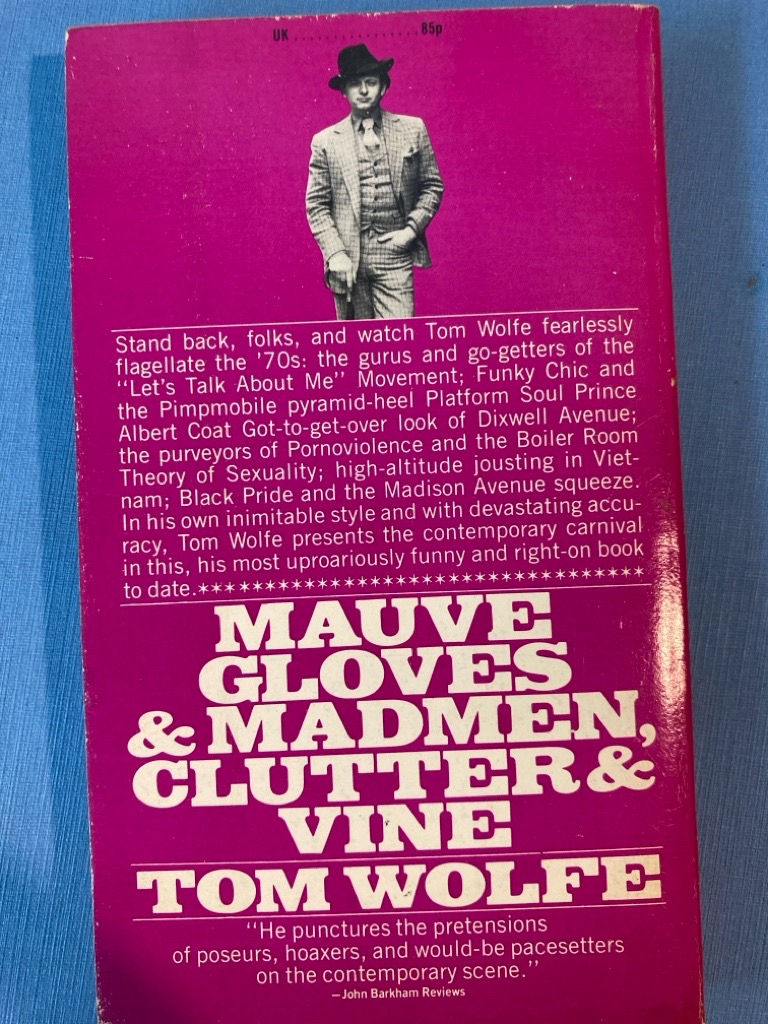 UK.................85p
Stand back, folks, and watch Tom Wolfe fearlessly
flagellate the '70s: the gurus and go-getters of the
"Let's Talk About Me" Movement; Funky Chic and
the Pimpmobile pyramid-heel Platform Soul Prince
Albert Coat Got-to-get-over look of Dixwell Avenue;
the purveyors of Pornoviolence and the Boiler Room
Theory of Sexuality; high-altitude jousting in Viet-
nam; Black Pride and the Madison Avenue squeeze.
In his own inimitable style and with devastating accu-
racy, Tom Wolfe presents the contemporary carnival
in this, his most uproariously funny and right-on book
to date.**********************************
MAUVE
GLOVES
& MADMEN,
CLUTTER &
VINE
TOM WOLFE
"He punctures the pretensions
of poseurs, hoaxers, and would-be pacesetters
on the contemporary scene."
—John Barkham Reviews